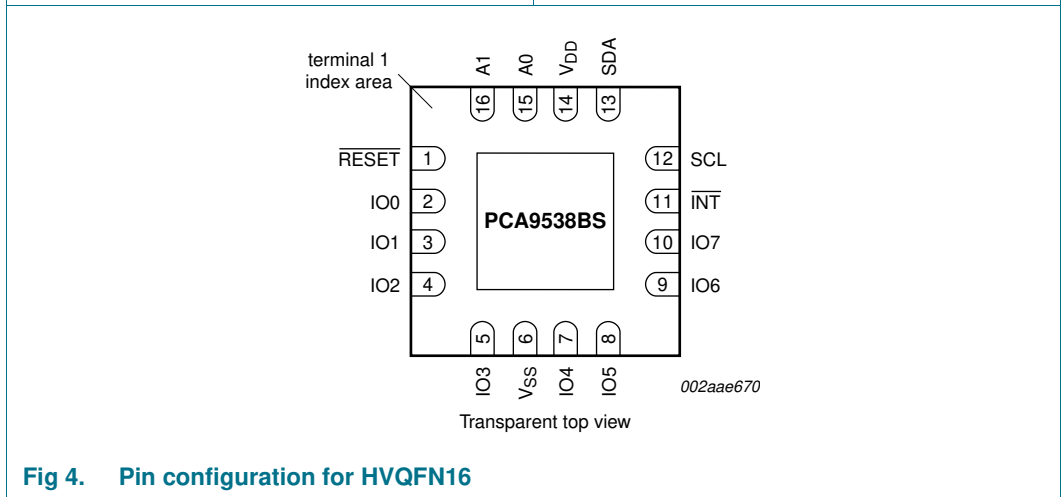 terminal 1
index area
A1
A0
VDD
SDA
16
15
14
13
RESET 1
12 SCL
IO0 2
11 INT
IO1 3
PCA9538BS
10 IO7
IO2 4
9 IO6
5
6
7
8
IO3
VSS
IO4
IO5
002aae670
Transparent top view
Fig 4. Pin configuration for HVQFN16